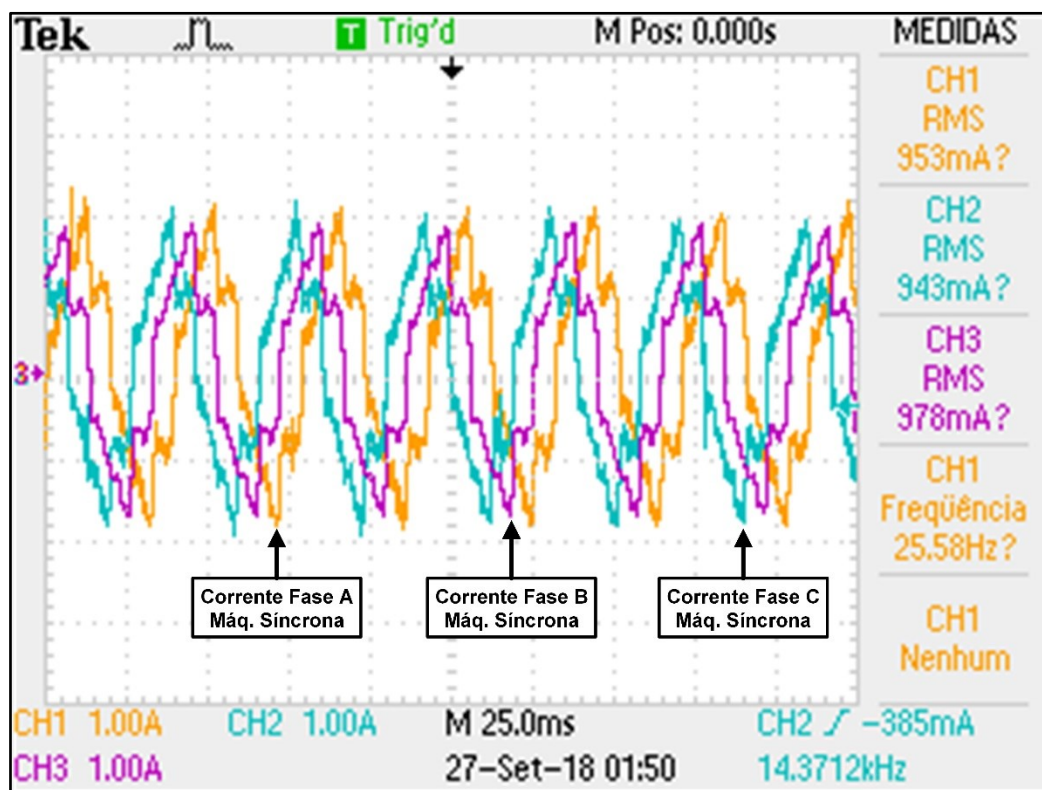 Tek
T Trig'd
M Pos: 0.000s
MEDIDAS
CH1
RMS
953mA?
CH2
RMS
943mA?
CH3
RMS
978mA?
CH1
Freqüência
25.58Hz?
CH1
Nenhum
3
Corrente Fase A
Máq. Síncrona
Corrente Fase B
Máq. Síncrona
Corrente Fase C
Máq. Síncrona
CH1 1.00A
CH2 1.00A
M 25.0ms
CH2 -385mA
CH3 1.00A
27-Set-18 01:50
14.3712kHz